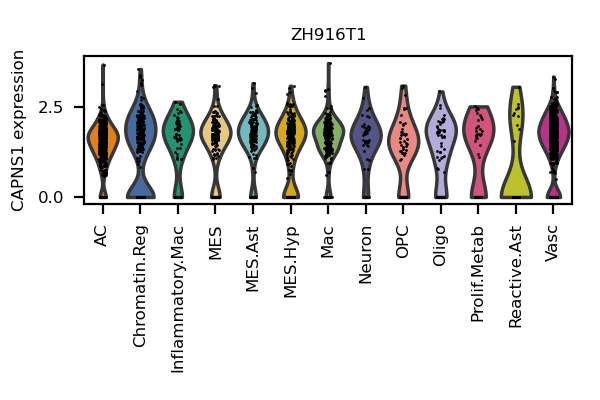 ZH916T1
CAPNS1 expression
2.5
0.0
AC
Chromatin.Reg
Inflammatory.Mac
MES
MES.Ast
MES.Hyp
Mac
Neuron
OPC
Oligo
Prolif.Metab
Reactive.Ast
Vasc